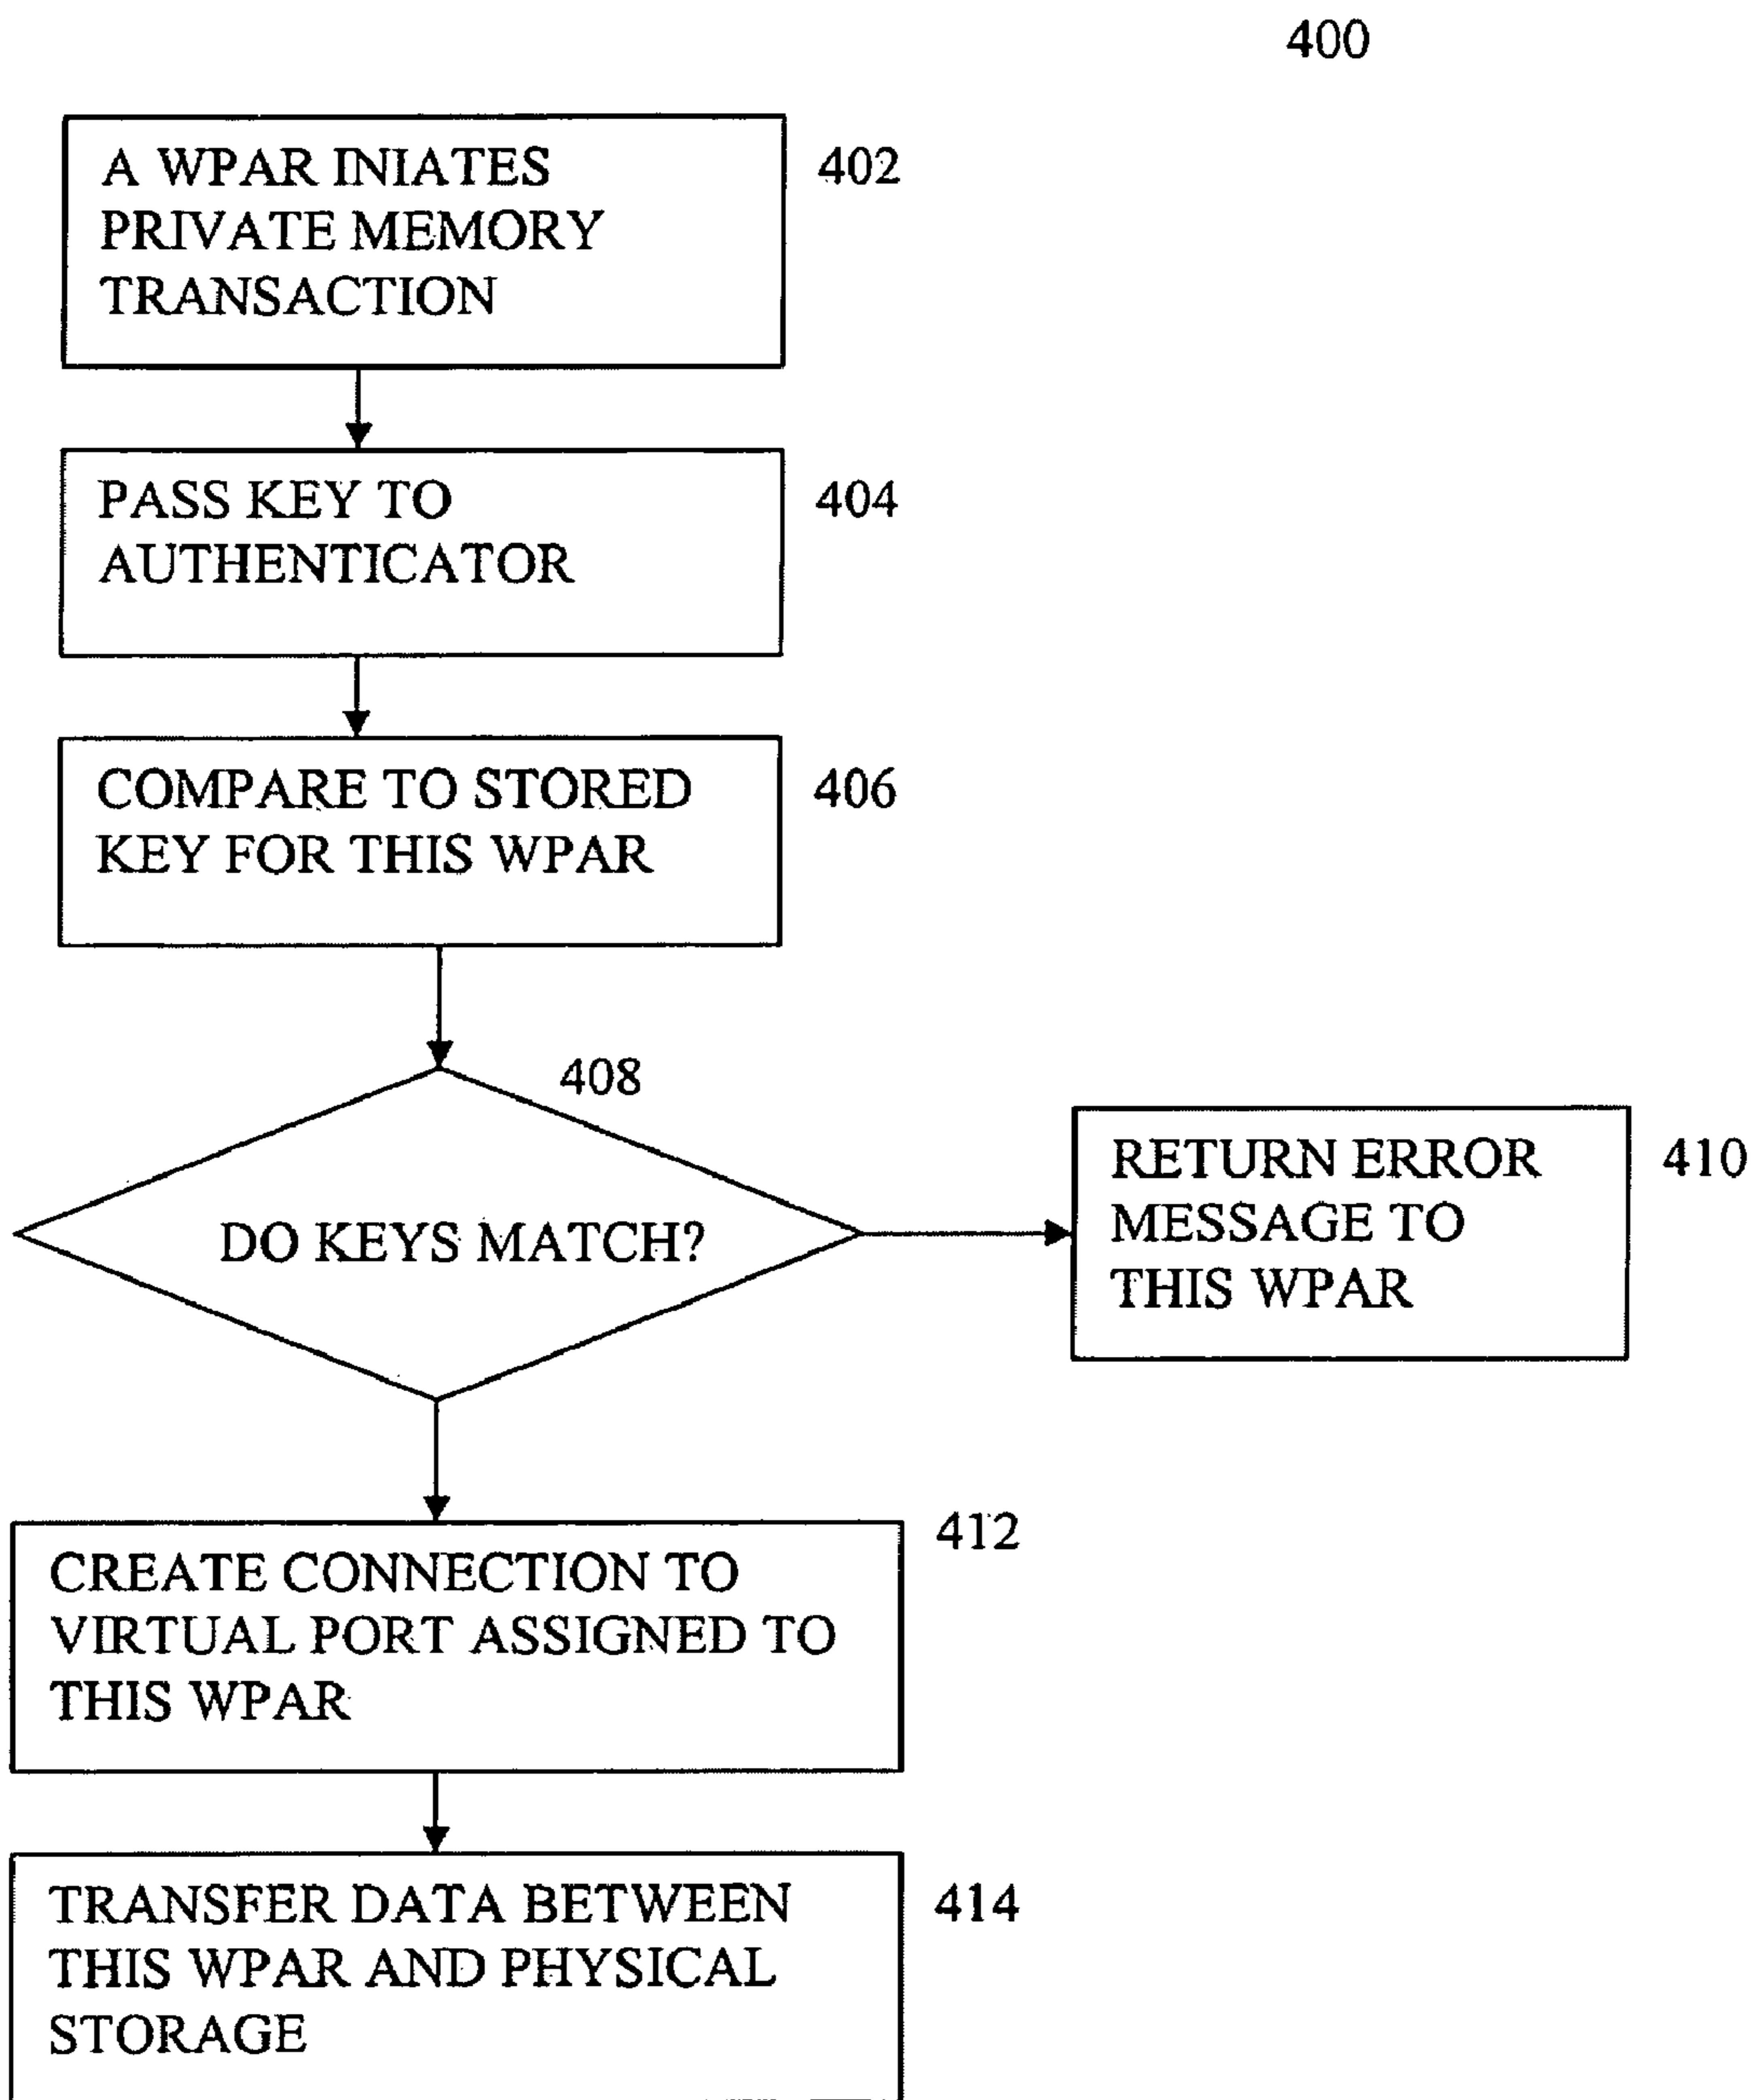 400
A WPAR INIATES
PRIVATE MEMORY
TRANSACTION
402
PASS KEY TO
AUTHENTICATOR
404
COMPARE TO STORED
KEY FOR THIS WPAR
406
408
DO KEYS MATCH?
RETURN ERROR
MESSAGE TO
THIS WPAR
410
CREATE CONNECTION TO
VIRTUAL PORT ASSIGNED TO
THIS WPAR
412
TRANSFER DATA BETWEEN
THIS WPAR AND PHYSICAL
STORAGE
414